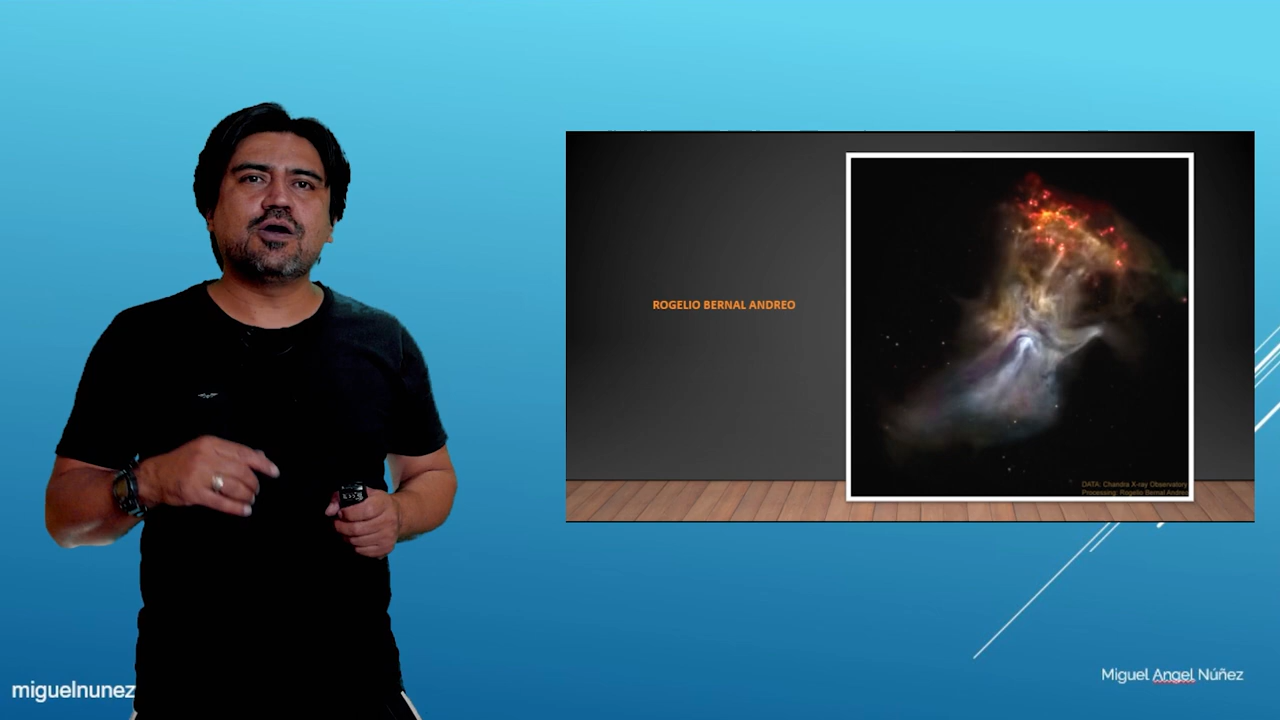 ROGELIO BERNAL ANDREO
DATA: Chandra X-ray Observatory
Processing: Rogelio Bernal Andreo
miguelnunez
Miguel Angel Núñez